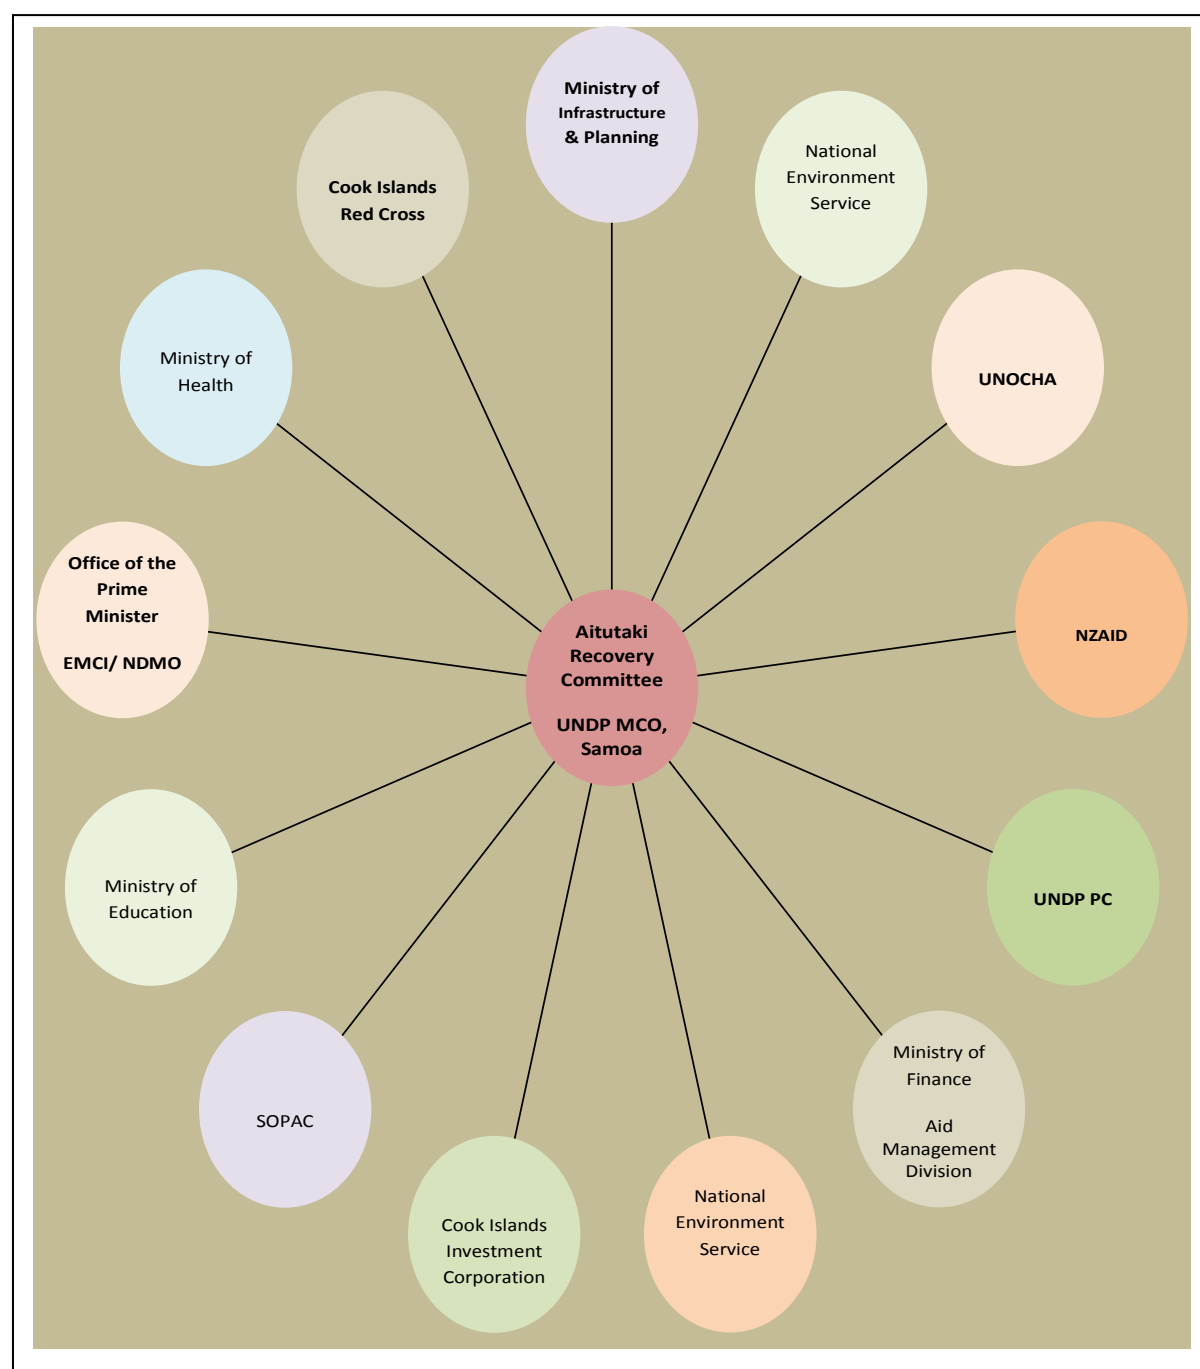 Ministry of
Infrastructure
& Planning
National
Environment
Service
Cook Islands
Red Cross
UNOCHA
Ministry of
Health
Office of the
Prime
Minister
EMCI/ NDMO
NZAID
Aitutaki
Recovery
Committee
UNDP MCO,
Samoa
UNDP PC
Ministry of
Education
Ministry of
Finance
Aid
Management
Division
SOPAC
National
Environment
Service
Cook Islands
Investment
Corporation